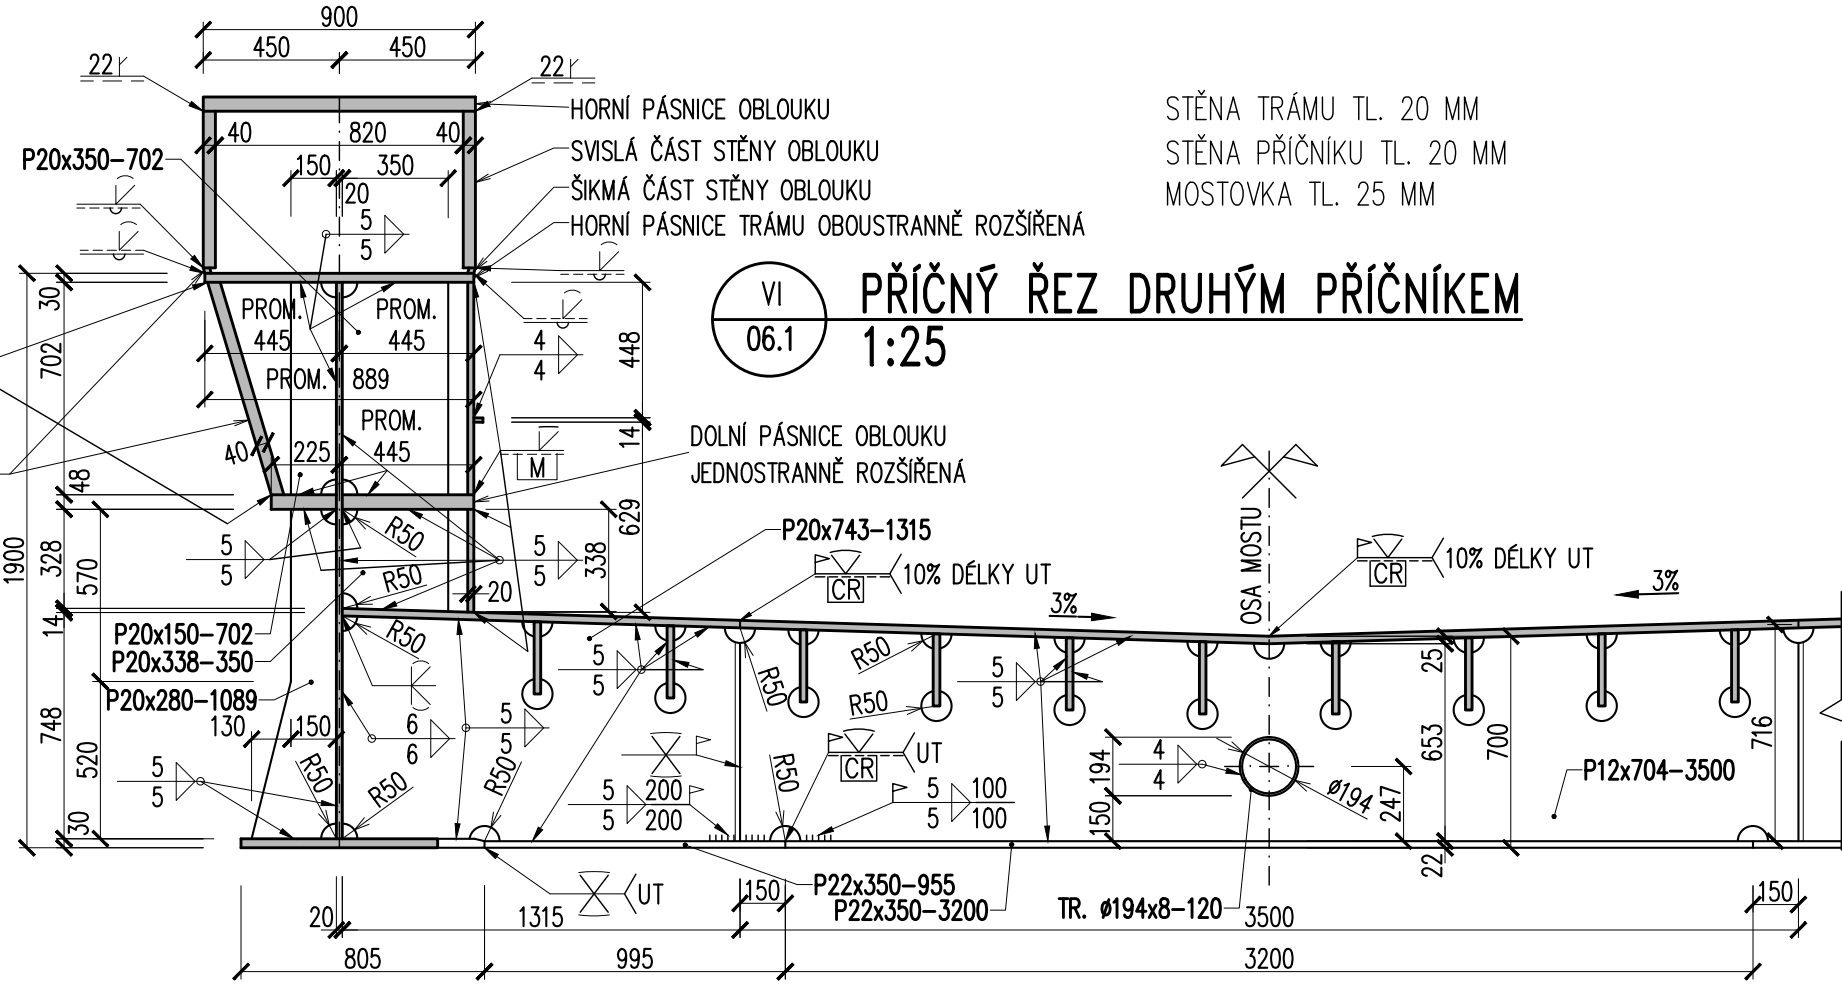 900
450
450
22
22
HORNÍ PÁSNICE OBLOUKU
STĚNA TRÁMU TL. 20 MM
40
820
40
SVISLÁ ČÁST STĚNY OBLOUKU
STĚNA PŘÍČNÍKU TL. 20 MM
P20x350-702
150
350
ŠIKMÁ ČÁST STĚNY OBLOUKU
MOSTOVKA TL. 25 MM
20
5
5
HORNÍ PÁSNICE TRÁMU OBOUSTRANNĚ ROZŠÍŘENÁ
VI
06.1
PŘÍČNÝ ŘEZ DRUHÝM PŘÍČNÍKEM
1:25
30
PROM.
PROM.
445
445
702
4
4
448
PROM.
889
PROM.
14
40
225
445
M
DOLNÍ PÁSNICE OBLOUKU
JEDNOSTRANNĚ ROZŠÍŘENÁ
48
OSA MOSTU
1900
328
570
5
5
R50
5
5
338
629
P20x743-1315
CR
10% DÉLKY UT
CR
10% DÉLKY UT
R50
20
3%
3%
14
P20x150-702
R50
P20x338-350
P20x280-1089
5
5
R50
R50
R50
5
5
25
130
150
748
520
6
6
5
5
653
700
716
5
5
R50
R50
R50
R50
CR
UT
194
4
4
Ø194
247
P12x704-3500
5
5
200
200
5
5
100
100
150
30
22
UT
150
P22x350-955
P22x350-3200
TR. Ø194x8-120
150
20
1315
3500
805
995
3200